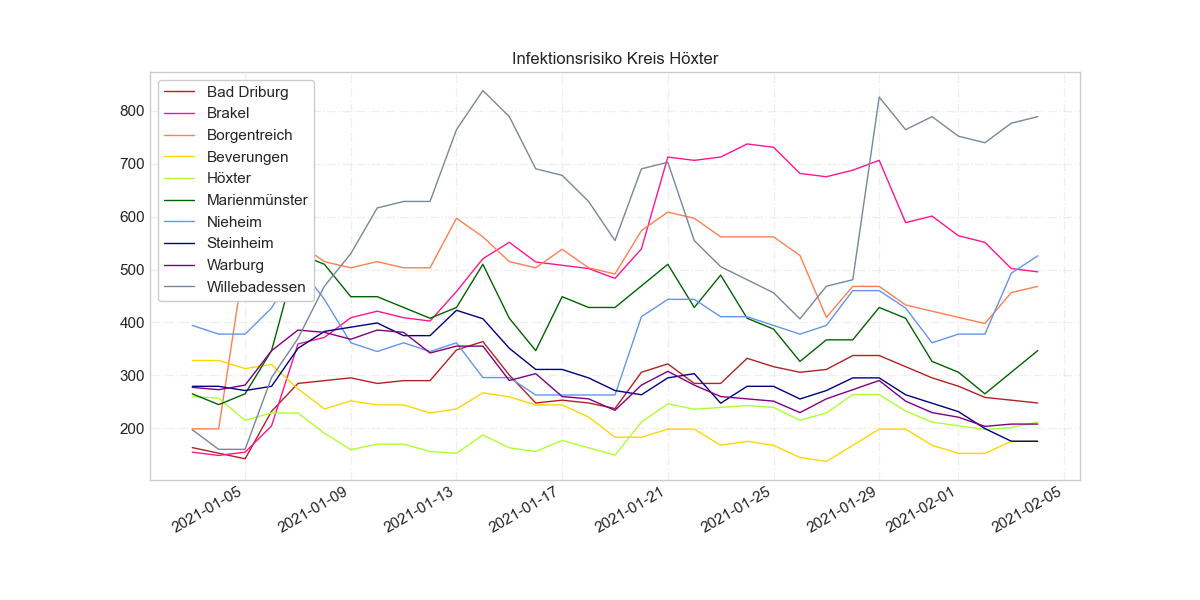 Infektionsrisiko Kreis Höxter
Bad Driburg
Brakel
Borgentreich
Beverungen
Höxter
Marienmünster
Nieheim
Steinheim
Warburg
Willebadessen
800
700
600
500
400
300
200
2021-01-05
2021-01-09
2021-01-13
2021-01-17
2021-01-21
2021-01-25
2021-01-29
2021-02-01
2021-02-05